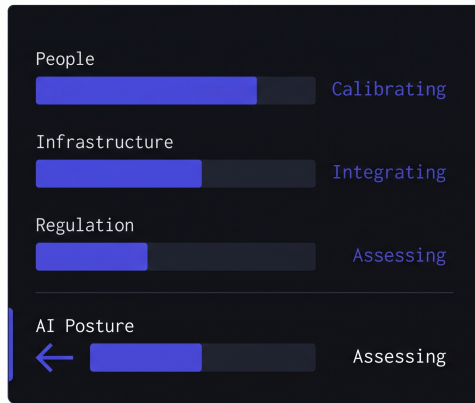 People
Calibrating
Infrastructure
Integrating
Regulation
Assessing
AI Posture
Assessing